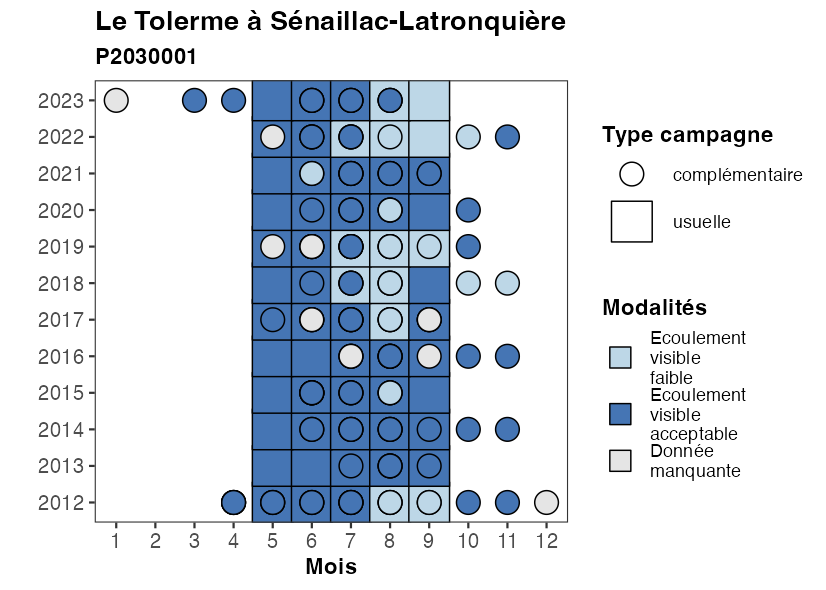 Le Tolerme à Sénaillac-Latronquière
P2030001
2023
2022
2021
2020
2019
2018
2017
2016
2015
2014
2013
2012
1 2 3 4 5 6 7 8 9 10 11 12
Mois
Type campagne
complémentaire
usuelle
Modalités
Ecoulement
visible
faible
Ecoulement
visible
acceptable
Donnée
manquante